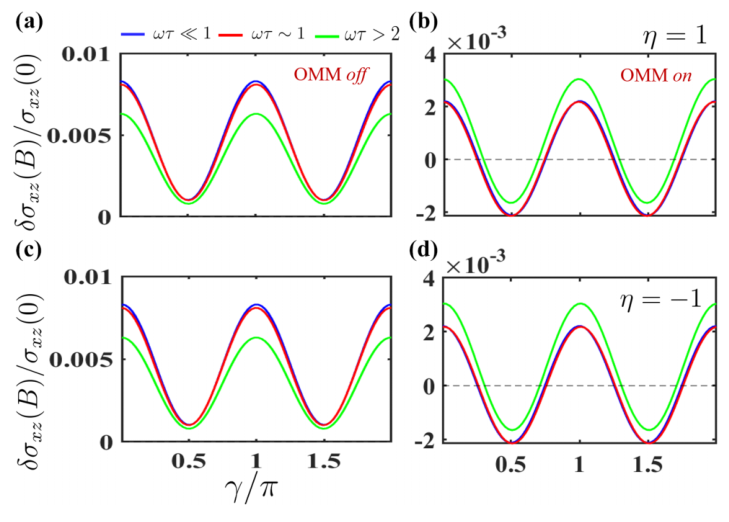 (a) ωτ ≪ 1 ωτ ∼ 1 ωτ > 2 (b) η = 1
0.01 4 ×10⁻³
OMM off OMM on
δσxz(B)/σxz(0)
0.005 2
0
0 -2
(c) (d)
0.01 4 ×10⁻³
η = −1
δσxz(B)/σxz(0)
0.005 2
0
0 -2
0.5 1 1.5 0.5 1 1.5
γ/π